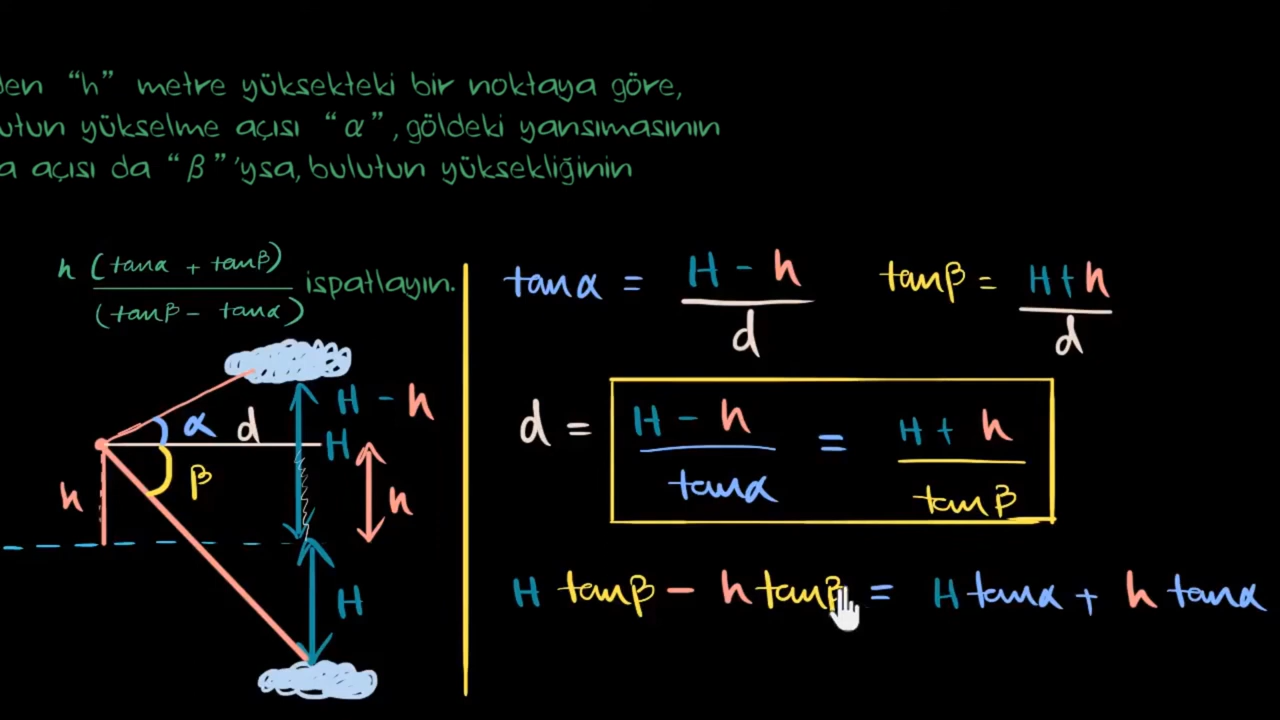 den "h" metre yüksekteki bir noktaya göre,
utun yükselme açısı "α", göldeki yansımasının
a açısı da "β"'ysa, bulutun yüksekliğinin
h (tanα + tanβ) / (tanβ - tanα) ispatlayın.
tanα = H - h / d
tanβ = H + h / d
d = H - h / tanα = H + h / tanβ
H tanβ - h tanβ = H tanα + h tanα
H - h
α d
H
β
h
h
H